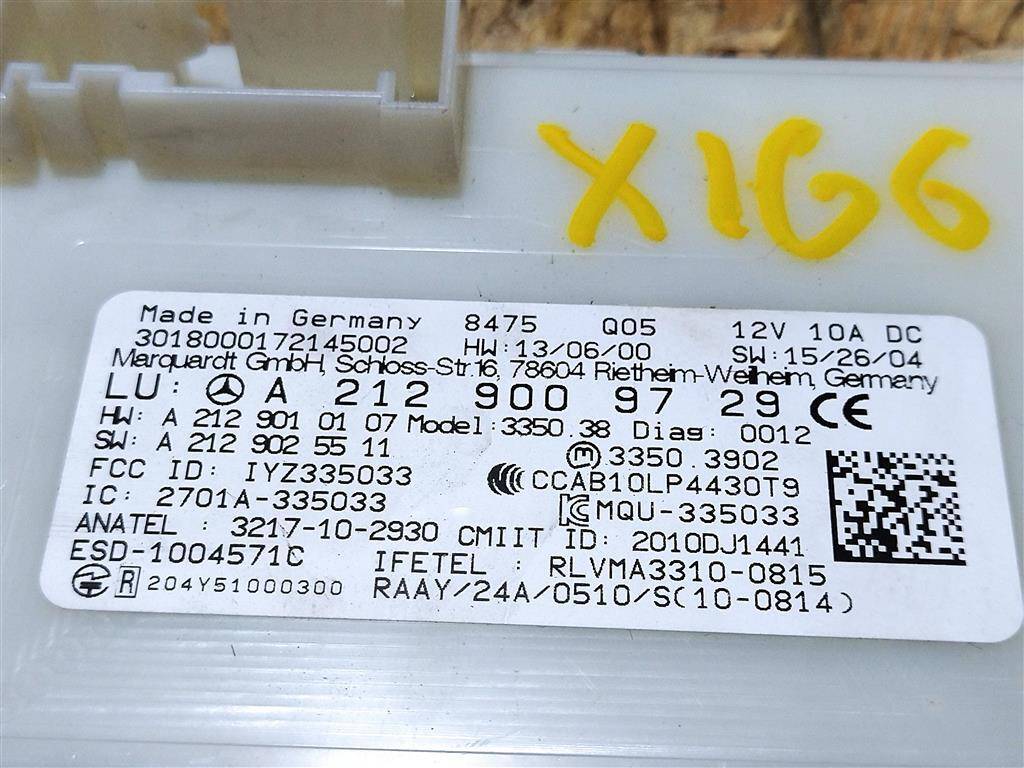 X166
Made in Germany 8475 Q05 12V 10A DC
3018000172145002 HW:13/06/00 SW:15/26/04
Marquardt GmbH, Schloss-Str.16, 78604 Rietheim-Weilheim, Germany
LU: A 212 900 97 29 CE
HW: A 212 901 01 07 Model:3350.38 Diag: 0012
SW: A 212 902 55 11 m 3350.3902
FCC ID: IYZ335033 CCAB10LP4430T9
IC: 2701A-335033 MQU-335033
ANATEL : 3217-10-2930 CMIIT ID: 2010DJ1441
ESD-1004571C IFETEL : RLVMA3310-0815
R 204Y51000300 RAAY/24A/0510/S(10-0814)